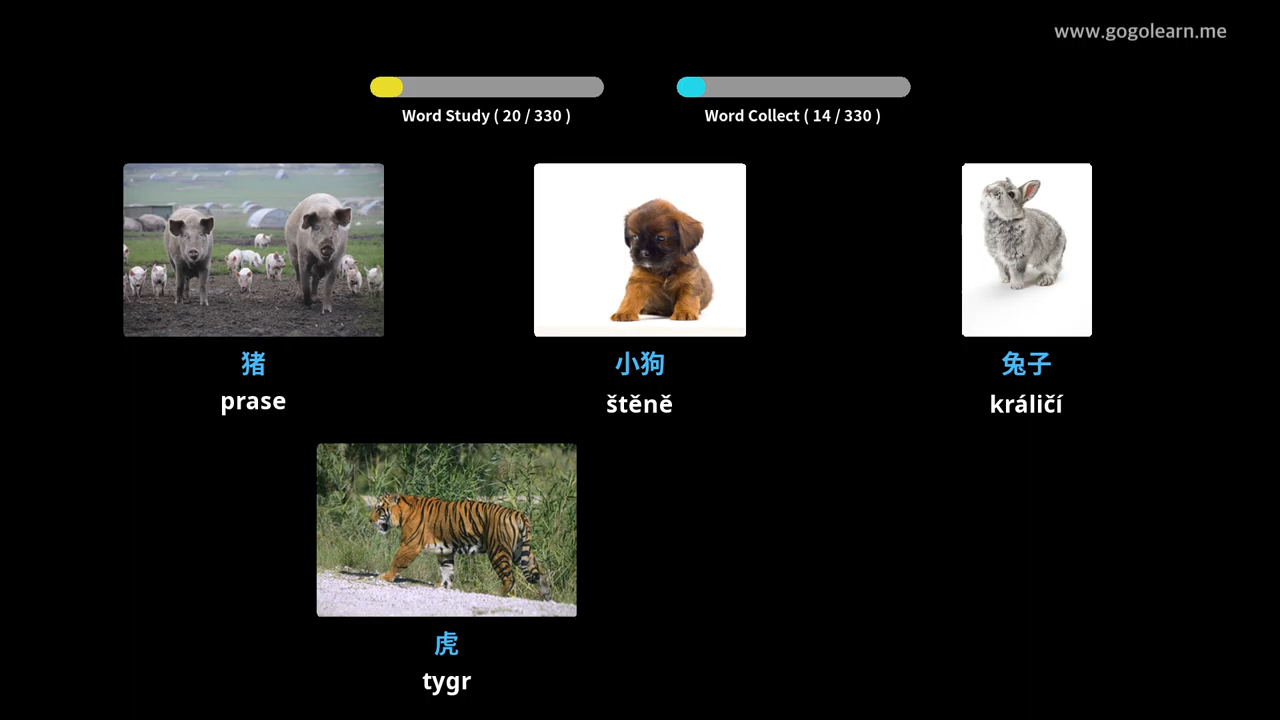 www.gogolearn.me
Word Study ( 20 / 330 )
Word Collect ( 14 / 330 )
猪
prase
小狗
štěně
兔子
králičí
虎
tygr